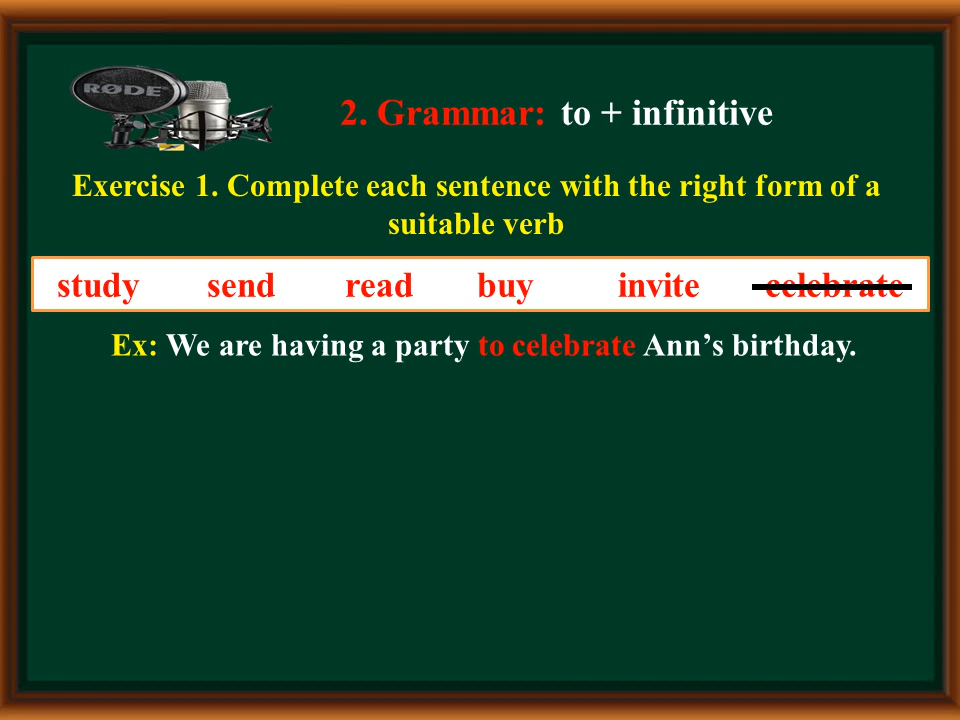 RØDE
2. Grammar: to + infinitive
Exercise 1. Complete each sentence with the right form of a
suitable verb
study send read buy invite celebrate
Ex: We are having a party to celebrate Ann’s birthday.